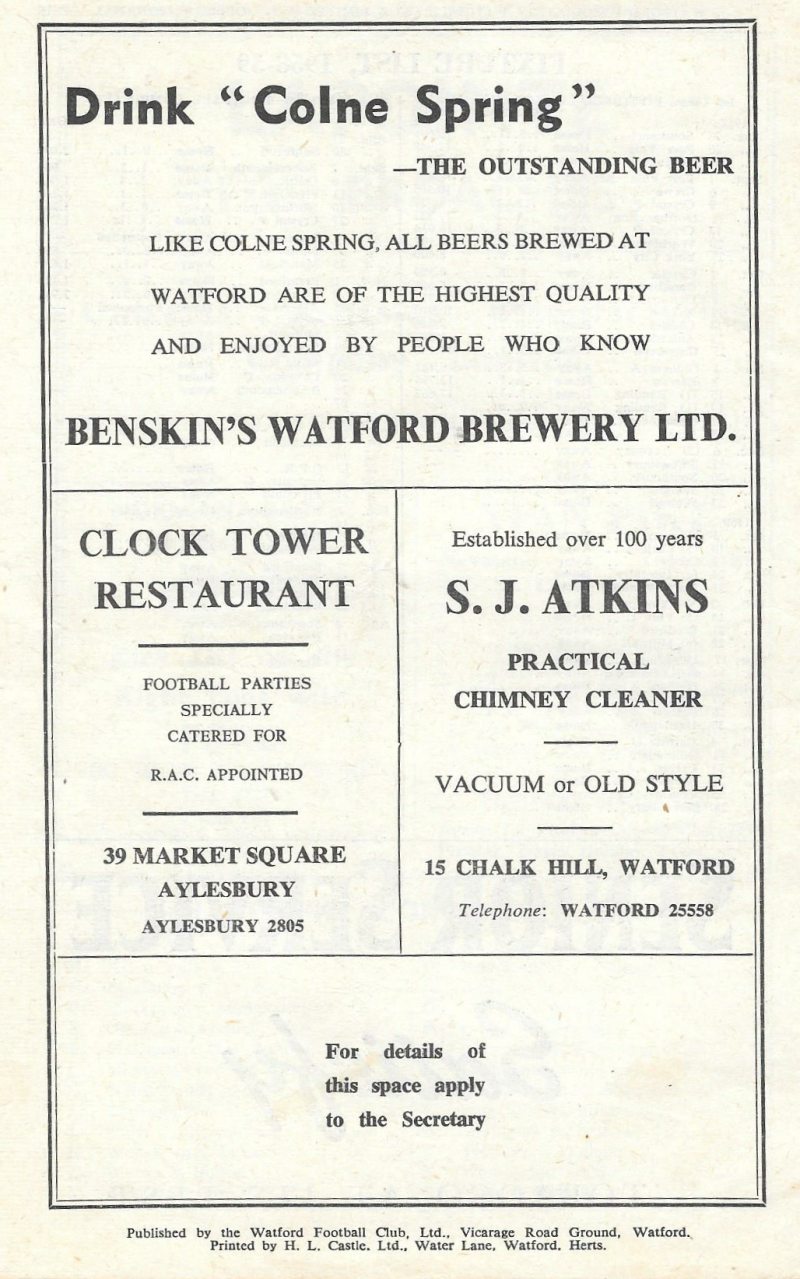 Drink "Colne Spring"
—THE OUTSTANDING BEER
LIKE COLNE SPRING, ALL BEERS BREWED AT
WATFORD ARE OF THE HIGHEST QUALITY
AND ENJOYED BY PEOPLE WHO KNOW
BENSKIN'S WATFORD BREWERY LTD.
CLOCK TOWER
RESTAURANT
FOOTBALL PARTIES
SPECIALLY
CATERED FOR
R.A.C. APPOINTED
39 MARKET SQUARE
AYLESBURY
AYLESBURY 2805
Established over 100 years
S. J. ATKINS
PRACTICAL
CHIMNEY CLEANER
VACUUM or OLD STYLE
15 CHALK HILL, WATFORD
Telephone: WATFORD 25558
For details of
this space apply
to the Secretary
Published by the Watford Football Club, Ltd., Vicarage Road Ground, Watford.
Printed by H. L. Castle. Ltd., Water Lane, Watford, Herts.